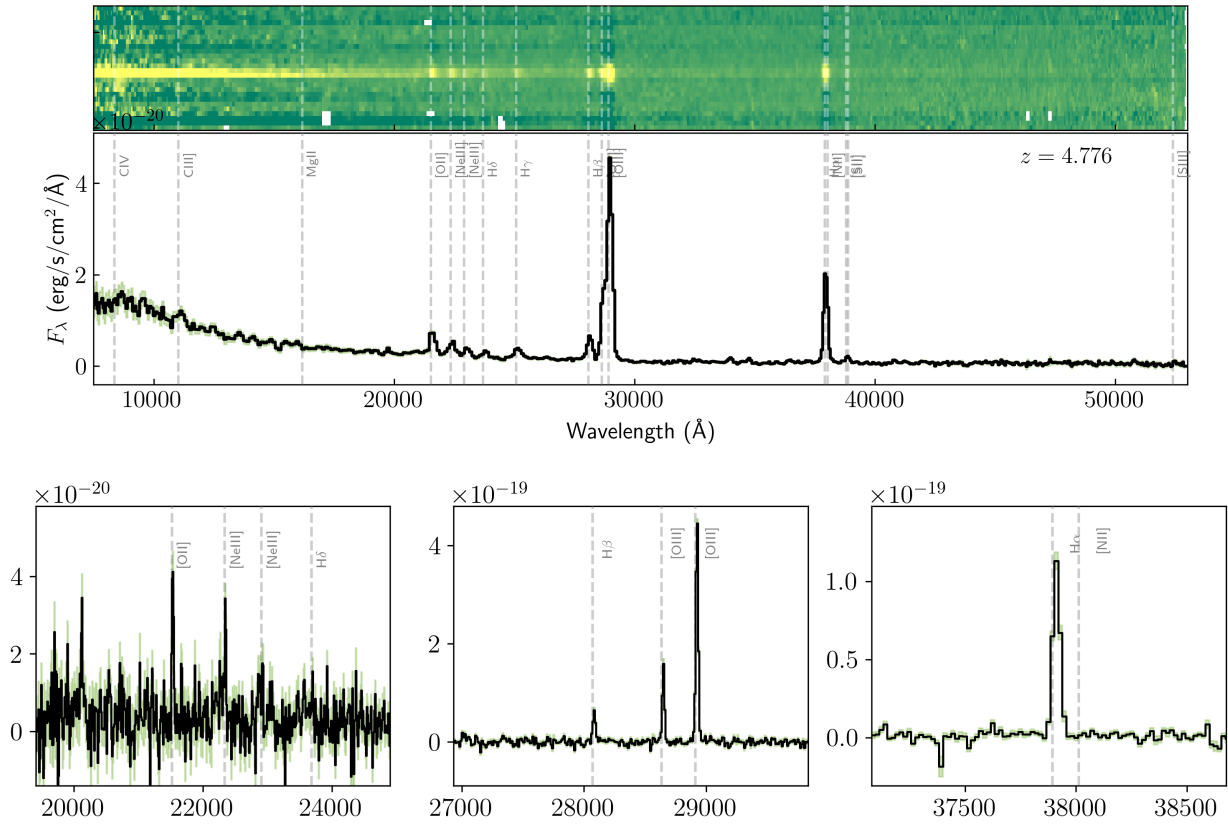 ×10−20
CIV
CIII]
MgII
[OII]
[NeIII]
[NeIII]
Hδ
Hγ
Hβ
[OIII]
[NII]
[SII]
[SIII]
z = 4.776
Fλ (erg/s/cm2/Å)
4
2
0
10000 20000 30000 40000 50000
Wavelength (Å)
×10−20
[OII]
[NeIII]
[NeIII]
Hδ
4
2
0
20000 22000 24000
×10−19
Hβ
[OIII]
[OIII]
4
2
0
27000 28000 29000
×10−19
Hα
[NII]
1.0
0.5
0.0
37500 38000 38500